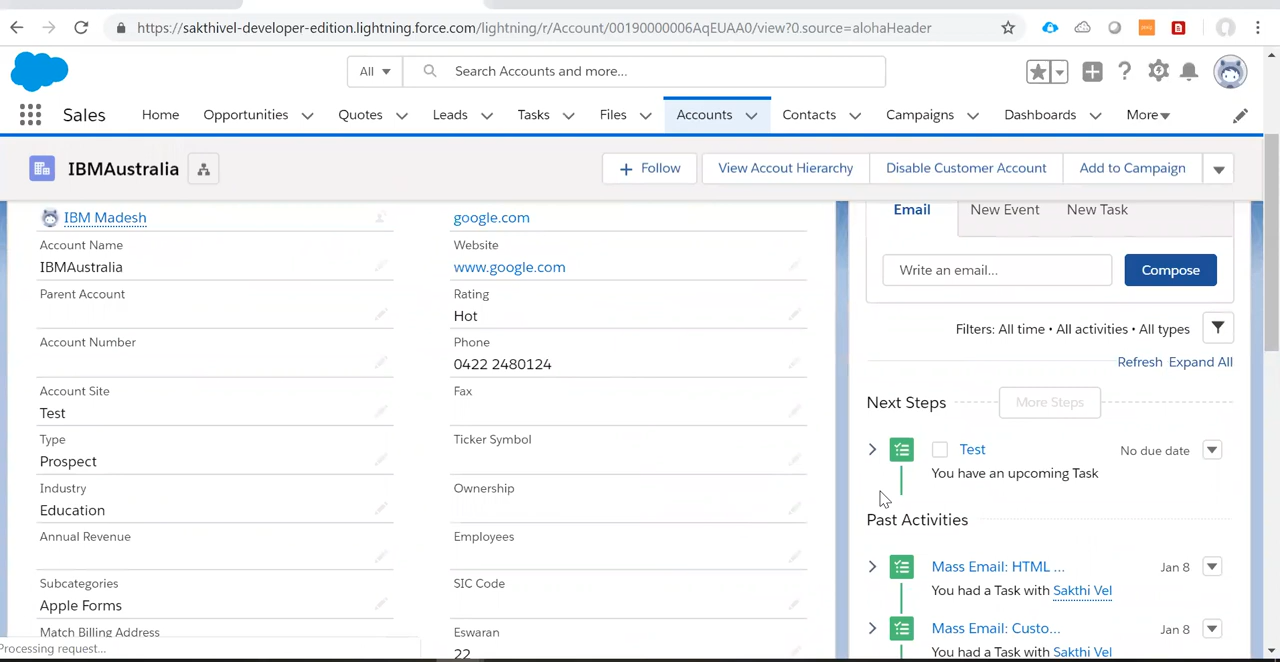 https://sakthivel-developer-edition.lightning.force.com/lightning/r/Account/00190000006AqEUAA0/view?0.source=alohaHeader
All
Search Accounts and more...
Sales
Home
Opportunities
Quotes
Leads
Tasks
Files
Accounts
Contacts
Campaigns
Dashboards
More
IBMAustralia
Follow
View Accout Hierarchy
Disable Customer Account
Add to Campaign
IBM Madesh
google.com
Account Name
IBMAustralia
Website
www.google.com
Parent Account
Rating
Hot
Account Number
Phone
0422 2480124
Account Site
Test
Fax
Type
Prospect
Ticker Symbol
Industry
Education
Ownership
Annual Revenue
Employees
Subcategories
Apple Forms
SIC Code
Match Billing Address
Eswaran
22
Processing request...
Email
New Event
New Task
Write an email...
Compose
Filters: All time • All activities • All types
Refresh
Expand All
Next Steps
More Steps
Test
No due date
You have an upcoming Task
Past Activities
Mass Email: HTML ...
Jan 8
You had a Task with Sakthi Vel
Mass Email: Custo...
Jan 8
You had a Task with Sakthi Vel